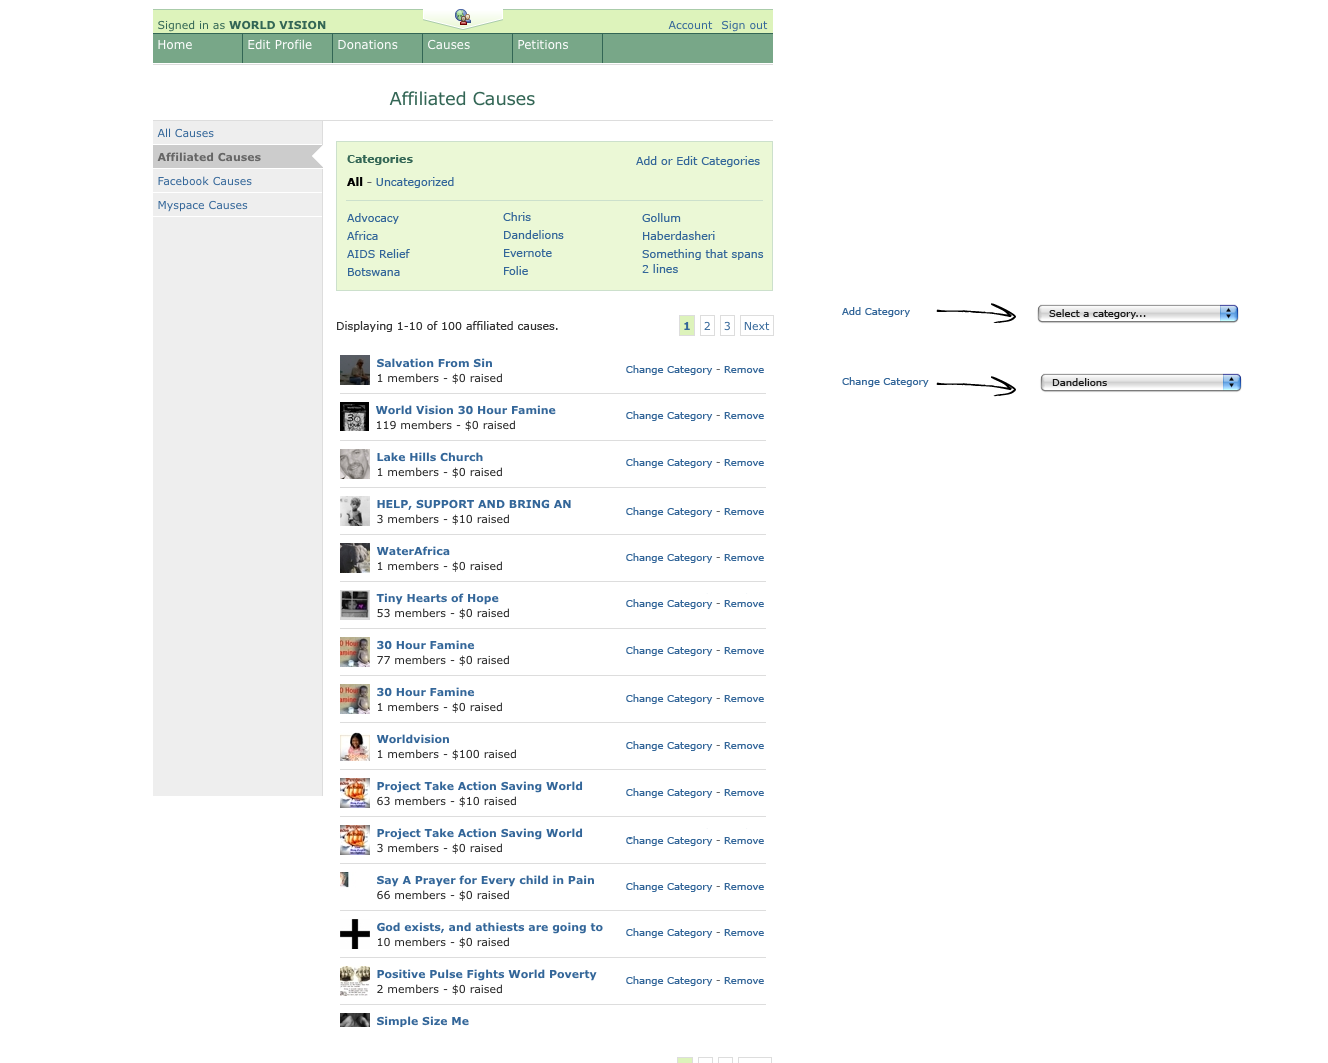 Signed in as WORLD VISION
Account Sign out
Home Edit Profile Donations Causes Petitions
Affiliated Causes
All Causes
Affiliated Causes
Facebook Causes
Myspace Causes
Categories
Add or Edit Categories
All - Uncategorized
Advocacy
Africa
AIDS Relief
Botswana
Chris
Dandelions
Evernote
Folie
Gollum
Haberdasheri
Something that spans
2 lines
Displaying 1-10 of 100 affiliated causes.
1 2 3 Next
Salvation From Sin
1 members - $0 raised
Change Category - Remove
World Vision 30 Hour Famine
119 members - $0 raised
Change Category - Remove
Lake Hills Church
1 members - $0 raised
Change Category - Remove
HELP, SUPPORT AND BRING AN
3 members - $10 raised
Change Category - Remove
WaterAfrica
1 members - $0 raised
Change Category - Remove
Tiny Hearts of Hope
53 members - $0 raised
Change Category - Remove
30 Hour Famine
77 members - $0 raised
Change Category - Remove
30 Hour Famine
1 members - $0 raised
Change Category - Remove
Worldvision
1 members - $100 raised
Change Category - Remove
Project Take Action Saving World
63 members - $10 raised
Change Category - Remove
Project Take Action Saving World
3 members - $0 raised
Change Category - Remove
Say A Prayer for Every child in Pain
66 members - $0 raised
Change Category - Remove
God exists, and athiests are going to
10 members - $0 raised
Change Category - Remove
Positive Pulse Fights World Poverty
2 members - $0 raised
Change Category - Remove
Simple Size Me
Add Category
Select a category...
Change Category
Dandelions